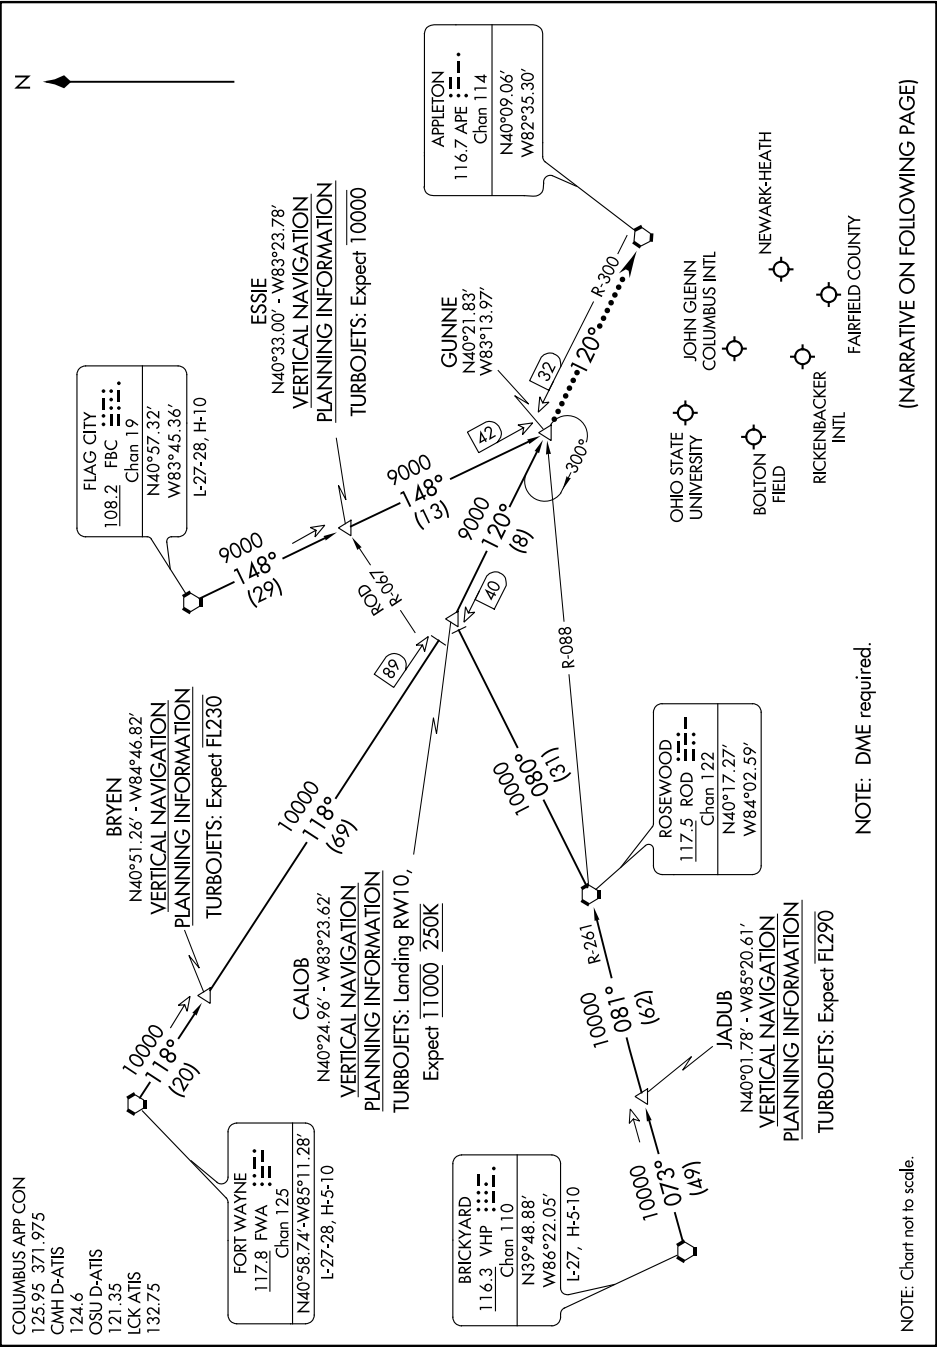 COLUMBUS APP CON
125.95 371.975
CMH D-ATIS
124.6
OSU D-ATIS
121.35
LCK ATIS
132.75
N
FORT WAYNE
117.8 FWA
Chan 125
N40°58.74'-W85°11.28'
L-27-28, H-5-10
10000
118°
(20)
BRYEN
N40°51.26' - W84°46.82'
VERTICAL NAVIGATION
PLANNING INFORMATION
TURBOJETS: Expect FL230
10000
118°
(69)
89
FLAG CITY
108.2 FBC
Chan 19
N40°57.32'
W83°45.36'
L-27-28, H-10
9000
148°
(29)
ESSIE
N40°33.00' - W83°23.78'
VERTICAL NAVIGATION
PLANNING INFORMATION
TURBOJETS: Expect 10000
ROD
R-067
9000
148°
(13)
42
CALOB
N40°24.96' - W83°23.62'
VERTICAL NAVIGATION
PLANNING INFORMATION
TURBOJETS: Landing RW10,
Expect 11000 250K
40
9000
120°
(8)
GUNNE
N40°21.83'
W83°13.97'
300°
32
120°
R-300
APPLETON
116.7 APE
Chan 114
N40°09.06'
W82°35.30'
BRICKYARD
116.3 VHP
Chan 110
N39°48.88'
W86°22.05'
L-27, H-5-10
10000
073°
(49)
JADUB
N40°01.78' - W85°20.61'
VERTICAL NAVIGATION
PLANNING INFORMATION
TURBOJETS: Expect FL290
10000
081°
(62)
R-261
ROSEWOOD
117.5 ROD
Chan 122
N40°17.27'
W84°02.59'
10000
080°
(31)
R-088
OHIO STATE
UNIVERSITY
JOHN GLENN
COLUMBUS INTL
NEWARK-HEATH
BOLTON
FIELD
RICKENBACKER
INTL
FAIRFIELD COUNTY
NOTE: DME required.
NOTE: Chart not to scale.
(NARRATIVE ON FOLLOWING PAGE)